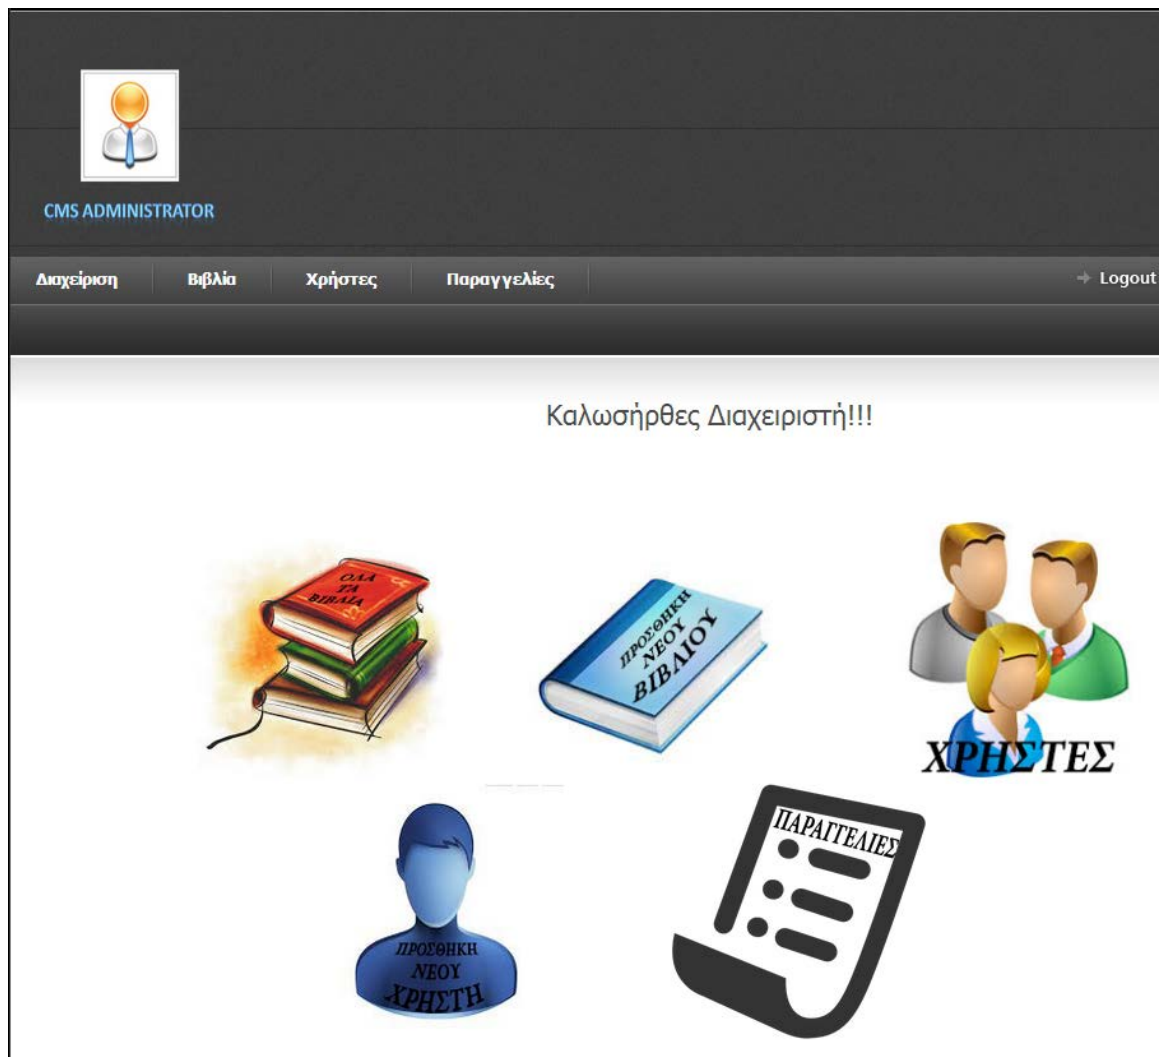 CMS ADMINISTRATOR
Διαχείριση Βιβλία Χρήστες Παραγγελίες Logout
Καλωσήρθες Διαχειριστή!!!
ΟΛΑ
ΤΑ
ΒΙΒΛΙΑ
ΠΡΟΣΘΗΚΗ
ΝΕΟΥ
ΒΙΒΛΙΟΥ
ΧΡΗΣΤΕΣ
ΠΡΟΣΘΗΚΗ
ΝΕΟΥ
ΧΡΗΣΤΗ
ΠΑΡΑΓΓΕΛΙΕΣ